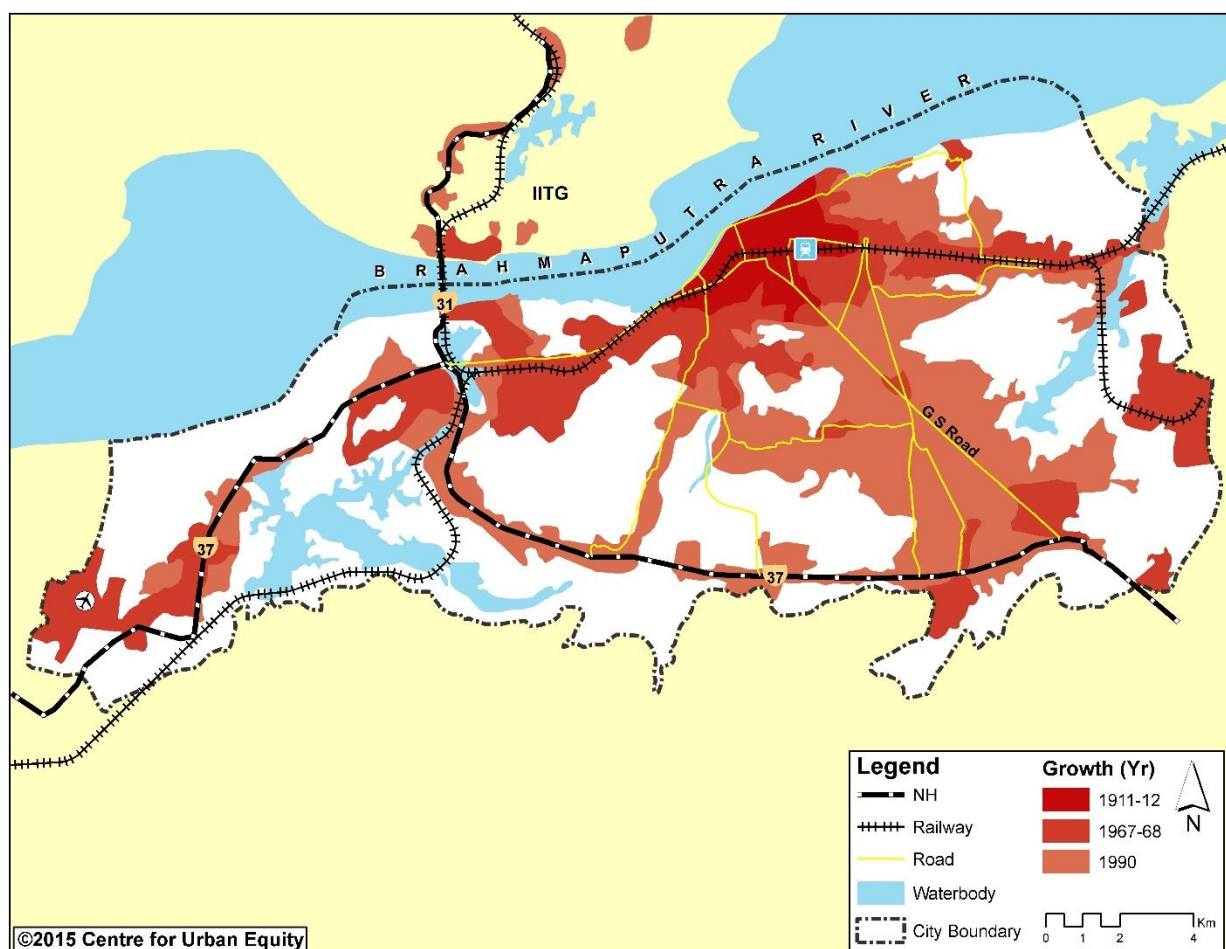 IITG
BRAHMAPUTRA RIVER
31
G S Road
37
37
Legend
NH
Railway
Road
Waterbody
City Boundary
Growth (Yr)
1911-12
1967-68
1990
N
Km
0 1 2 4
©2015 Centre for Urban Equity